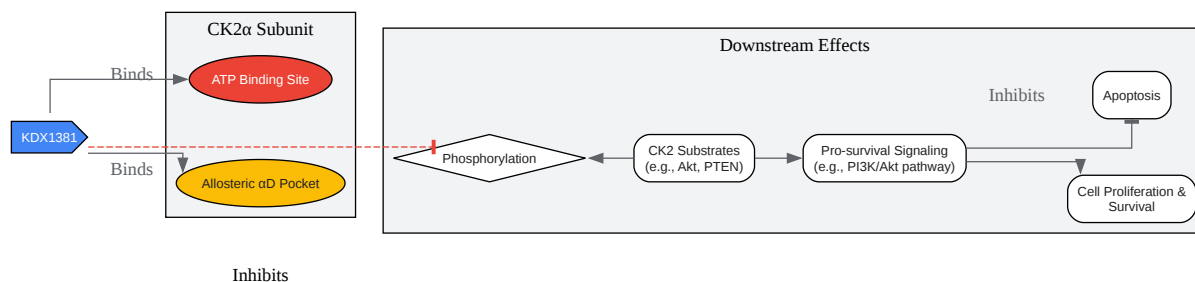 CK2α Subunit
Downstream Effects
Binds
ATP Binding Site
Inhibits
Apoptosis
KDX1381
Phosphorylation
CK2 Substrates
(e.g., Akt, PTEN)
Pro-survival Signaling
(e.g., PI3K/Akt pathway)
Binds
Allosteric αD Pocket
Cell Proliferation &
Survival
Inhibits